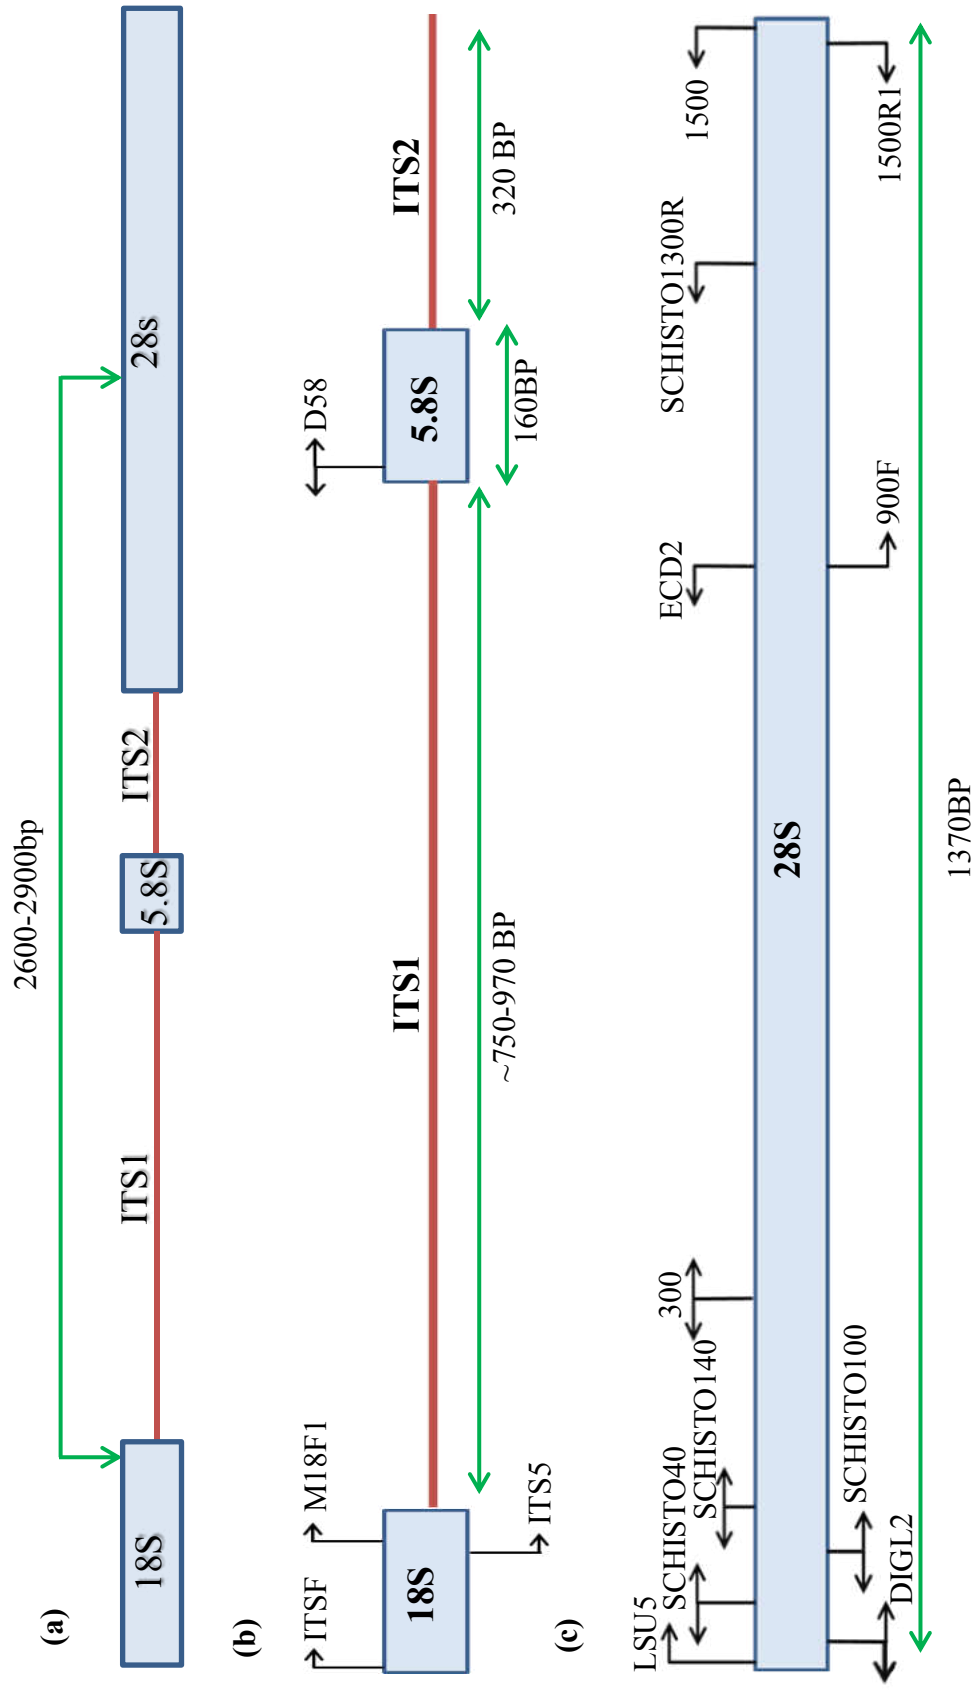 (a)
2600-2900bp
18S
ITS1
5.8S
ITS2
28s
(b)
ITSF
M18F1
D58
18S
ITS1
5.8S
ITS2
ITS5
~750-970 BP
160BP
320 BP
(c)
LSU5
SCHISTO40
SCHISTO140
300
ECD2
SCHISTO1300R
1500
28S
DIGL2
SCHISTO100
900F
1500R1
1370BP